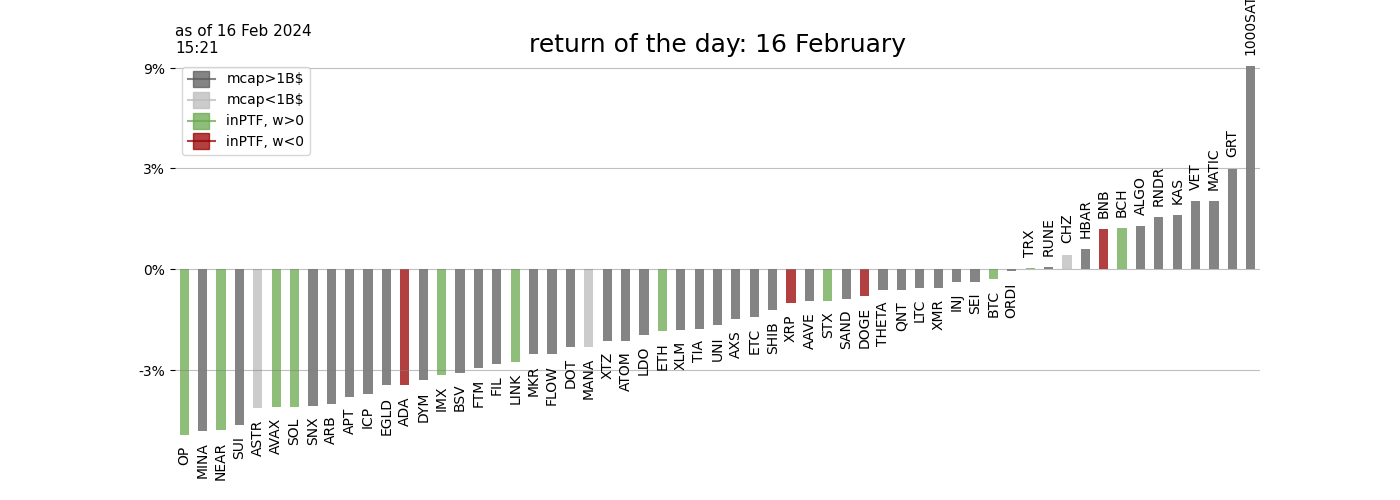 as of 16 Feb 2024
15:21
return of the day: 16 February
1000SAT
9%
3%
0%
-3%
mcap>1B$
mcap<1B$
inPTF, w>0
inPTF, w<0
OP
MINA
NEAR
SUI
ASTR
AVAX
SOL
SNX
ARB
APT
ICP
EGLD
ADA
DYM
IMX
BSV
FTM
FIL
LINK
MKR
FLOW
DOT
MANA
XTZ
ATOM
LDO
ETH
XLM
TIA
UNI
AXS
ETC
SHIB
XRP
AAVE
STX
SAND
DOGE
THETA
QNT
LTC
XMR
INJ
SEI
BTC
ORDI
TRX
RUNE
CHZ
HBAR
BNB
BCH
ALGO
RNDR
KAS
VET
MATIC
GRT